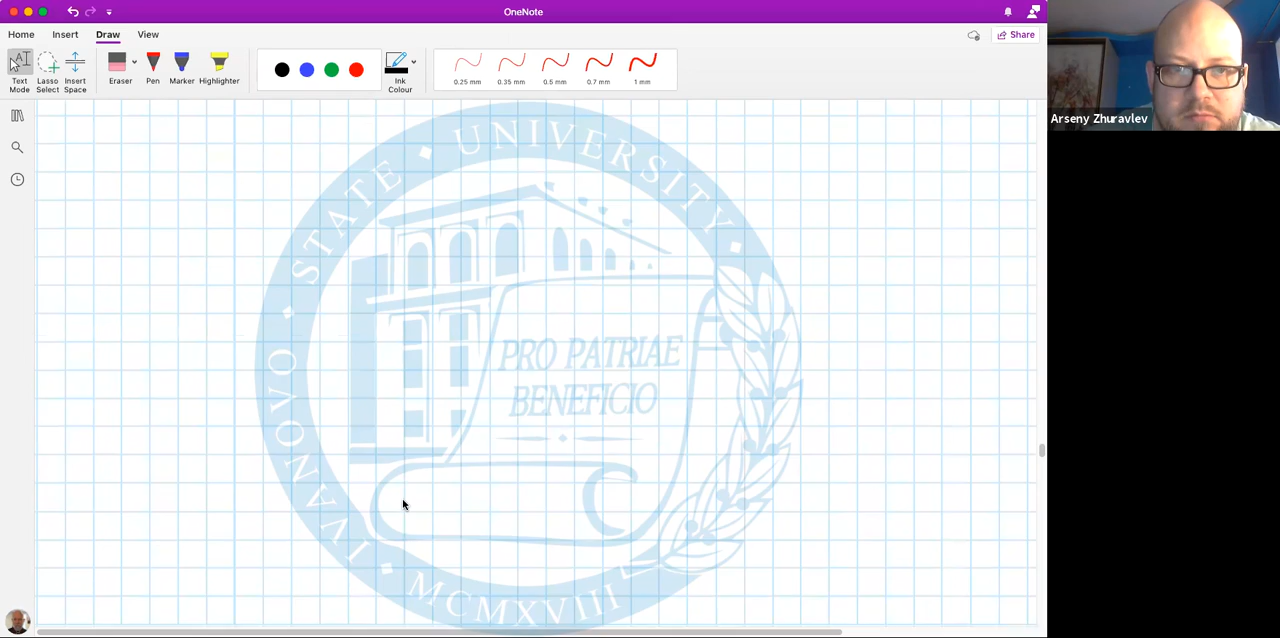 OneNote
Home Insert Draw View
Share
Text Mode
Lasso Select
Insert Space
Eraser
Pen
Marker
Highlighter
Ink Colour
0.25 mm
0.35 mm
0.5 mm
0.7 mm
1 mm
Arseny Zhuravlev
IVANOVO • STATE • UNIVERSITY
PRO PATRIAE
BENEFICIO
MCMXVIII